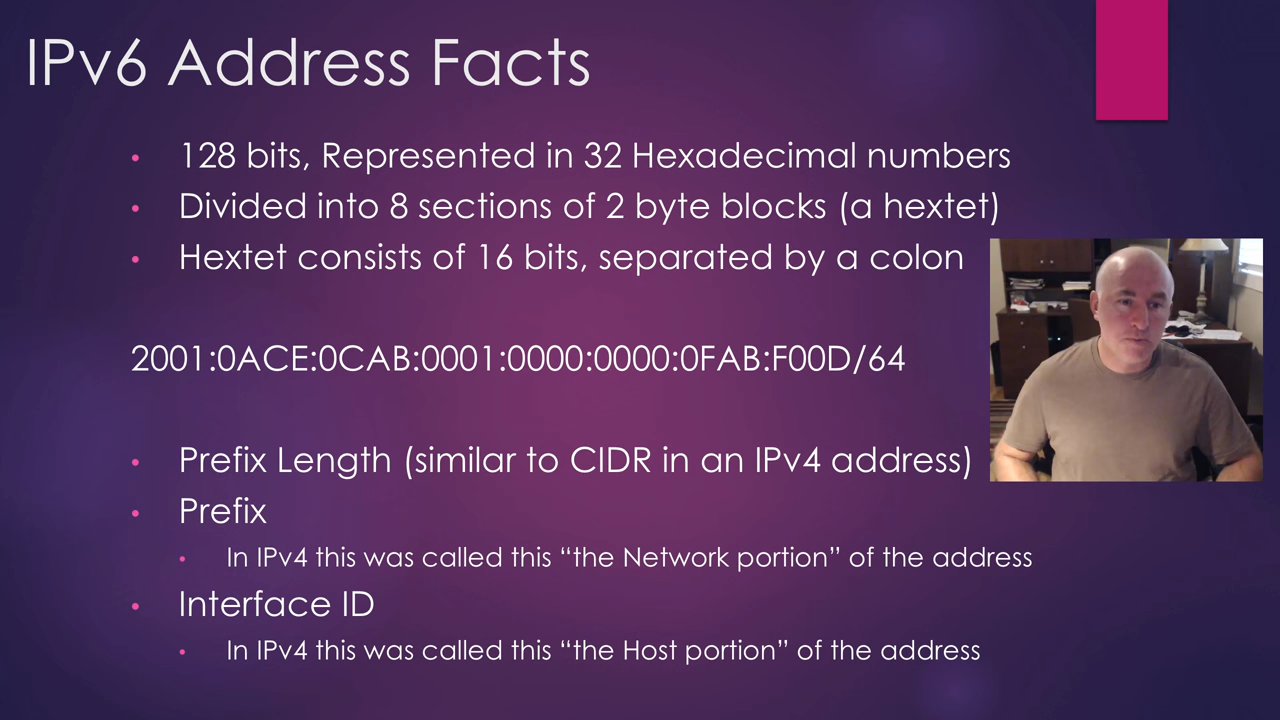 IPv6 Address Facts
• 128 bits, Represented in 32 Hexadecimal numbers
• Divided into 8 sections of 2 byte blocks (a hextet)
• Hextet consists of 16 bits, separated by a colon
2001:0ACE:0CAB:0001:0000:0000:0FAB:F00D/64
• Prefix Length (similar to CIDR in an IPv4 address)
• Prefix
• In IPv4 this was called this “the Network portion” of the address
• Interface ID
• In IPv4 this was called this “the Host portion” of the address